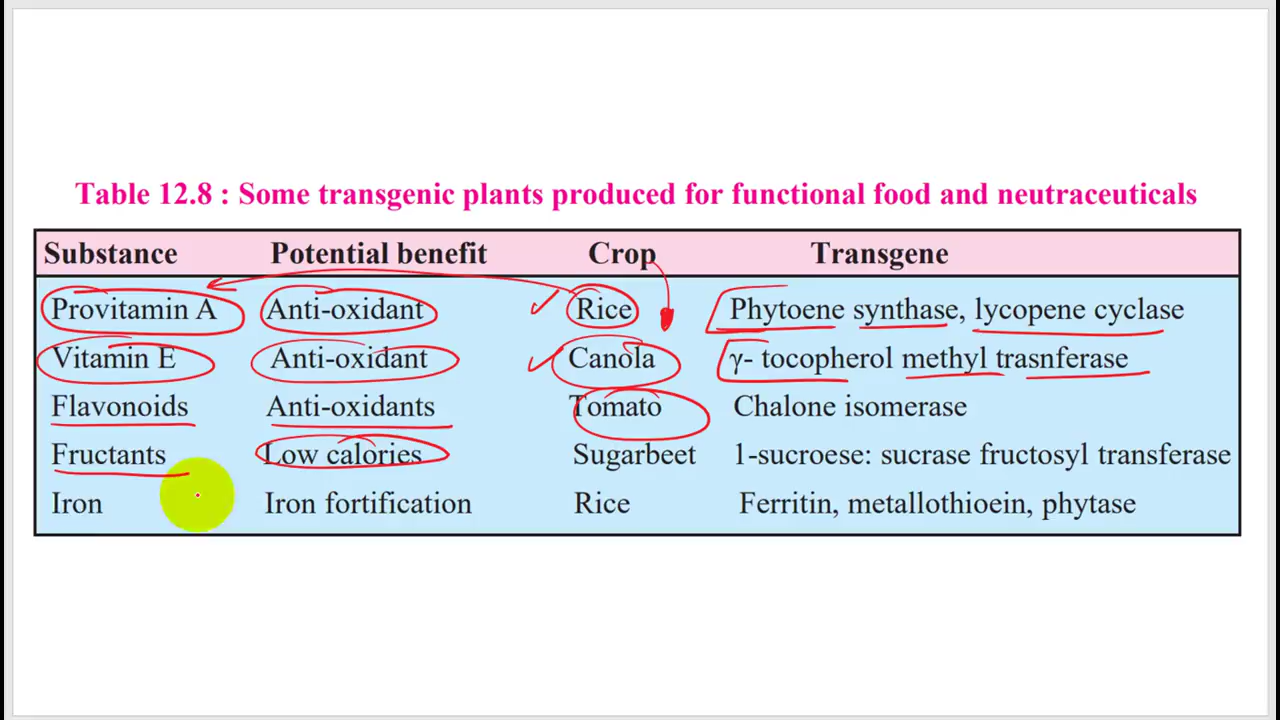 Table 12.8 : Some transgenic plants produced for functional food and neutraceuticals
Substance Potential benefit Crop Transgene
Provitamin A Anti-oxidant Rice Phytoene synthase, lycopene cyclase
Vitamin E Anti-oxidant Canola γ- tocopherol methyl trasnferase
Flavonoids Anti-oxidants Tomato Chalone isomerase
Fructants Low calories Sugarbeet 1-sucroese: sucrase fructosyl transferase
Iron Iron fortification Rice Ferritin, metallothioein, phytase